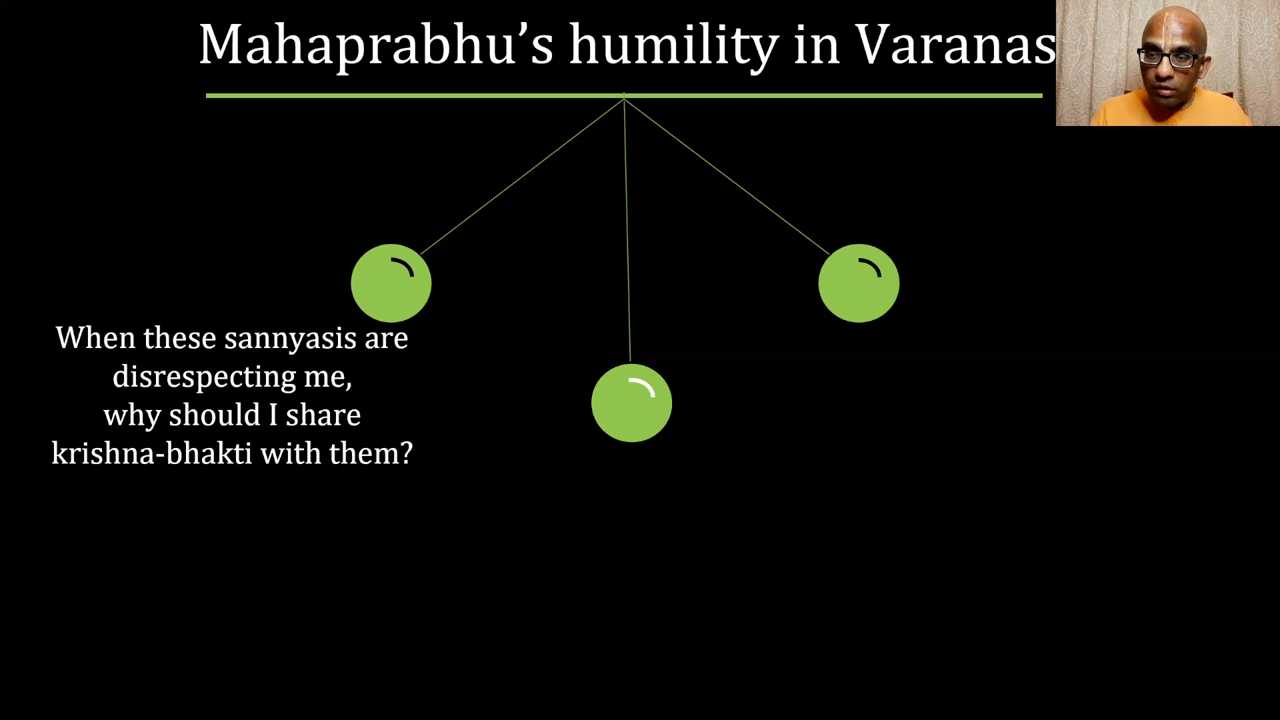 Mahaprabhu’s humility in Varanas
When these sannyasis are
disrespecting me,
why should I share
krishna-bhakti with them?